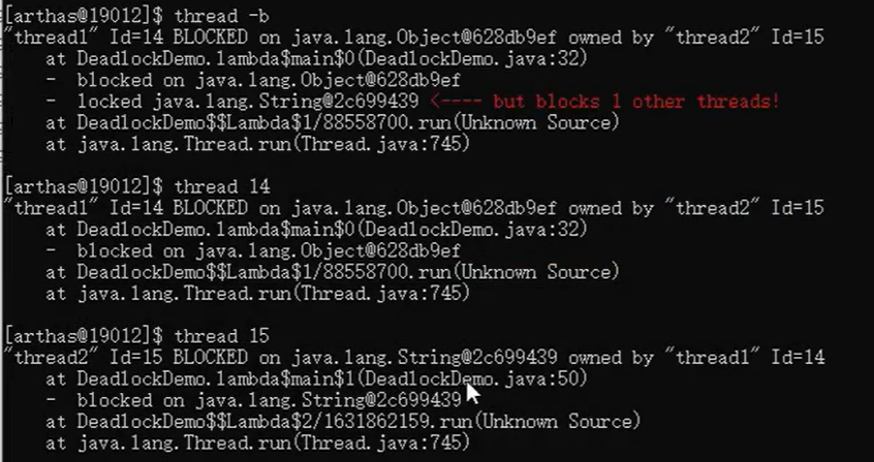 [arthas@19012]$ thread -b
"thread1" Id=14 BLOCKED on java.lang.Object@628db9ef owned by "thread2" Id=15
at DeadlockDemo.lambda$main$0(DeadlockDemo.java:32)
- blocked on java.lang.Object@628db9ef
- locked java.lang.String@2c699439 <---- but blocks 1 other threads!
at DeadlockDemo$$Lambda$1/88558700.run(Unknown Source)
at java.lang.Thread.run(Thread.java:745)
[arthas@19012]$ thread 14
"thread1" Id=14 BLOCKED on java.lang.Object@628db9ef owned by "thread2" Id=15
at DeadlockDemo.lambda$main$0(DeadlockDemo.java:32)
- blocked on java.lang.Object@628db9ef
at DeadlockDemo$$Lambda$1/88558700.run(Unknown Source)
at java.lang.Thread.run(Thread.java:745)
[arthas@19012]$ thread 15
"thread2" Id=15 BLOCKED on java.lang.String@2c699439 owned by "thread1" Id=14
at DeadlockDemo.lambda$main$1(DeadlockDemo.java:50)
- blocked on java.lang.String@2c699439
at DeadlockDemo$$Lambda$2/1631862159.run(Unknown Source)
at java.lang.Thread.run(Thread.java:745)